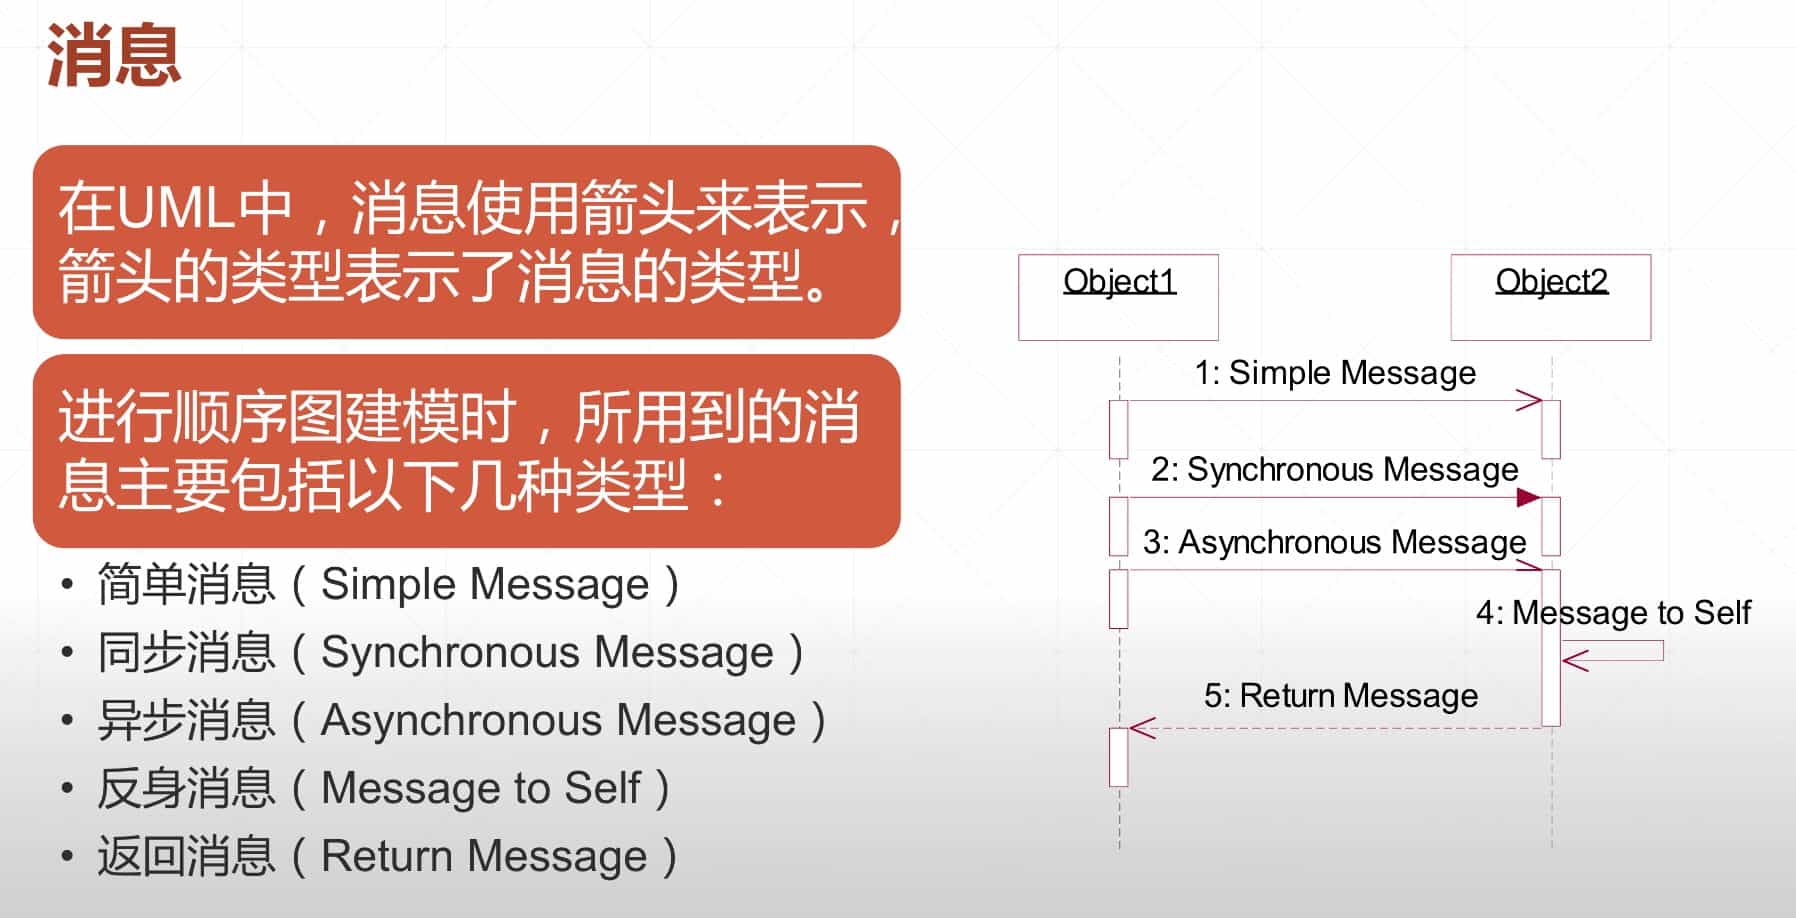 消息
在UML中，消息使用箭头来表示，
箭头的类型表示了消息的类型。
进行顺序图建模时，所用到的消
息主要包括以下几种类型：
• 简单消息（Simple Message）
• 同步消息（Synchronous Message）
• 异步消息（Asynchronous Message）
• 反身消息（Message to Self）
• 返回消息（Return Message）
Object1
Object2
1: Simple Message
2: Synchronous Message
3: Asynchronous Message
4: Message to Self
5: Return Message